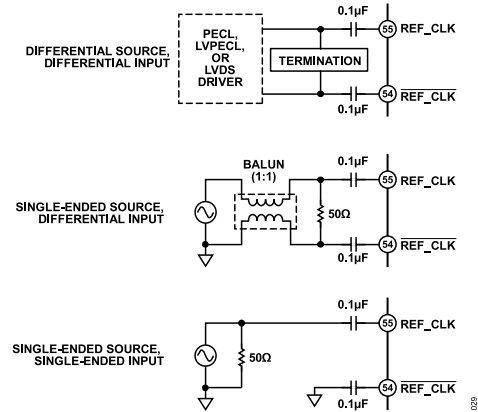 DIFFERENTIAL SOURCE,
DIFFERENTIAL INPUT
PECL,
LVPECL,
OR
LVDS
DRIVER
TERMINATION
0.1µF
55 REF_CLK
54 REF_CLK
0.1µF
SINGLE-ENDED SOURCE,
DIFFERENTIAL INPUT
BALUN
(1:1)
50Ω
0.1µF
55 REF_CLK
54 REF_CLK
0.1µF
SINGLE-ENDED SOURCE,
SINGLE-ENDED INPUT
50Ω
0.1µF
55 REF_CLK
54 REF_CLK
0.1µF
029